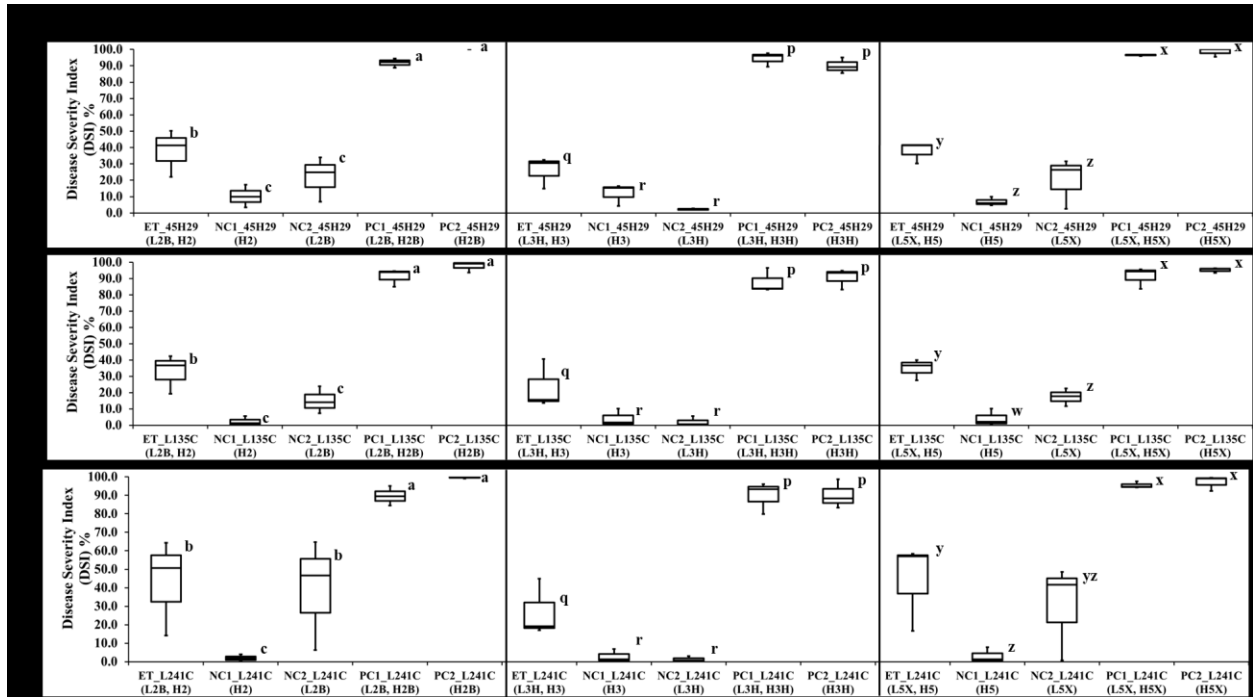 Disease Severity Index
(DSI) %
100.0
90.0
80.0
70.0
60.0
50.0
40.0
30.0
20.0
10.0
0.0
b c c a a q r r p p y z z x x
ET_45H29 NC1_45H29 NC2_45H29 PC1_45H29 PC2_45H29 ET_45H29 NC1_45H29 NC2_45H29 PC1_45H29 PC2_45H29 ET_45H29 NC1_45H29 NC2_45H29 PC1_45H29 PC2_45H29
(L2B, H2) (H2) (L2B) (L2B, H2B) (H2B) (L3H, H3) (H3) (L3H) (L3H, H3H) (H3H) (L5X, H5) (H5) (L5X) (L5X, H5X) (H5X)
Disease Severity Index
(DSI) %
100.0
90.0
80.0
70.0
60.0
50.0
40.0
30.0
20.0
10.0
0.0
b c c a a q r r p p y w z x x
ET_L135C NC1_L135C NC2_L135C PC1_L135C PC2_L135C ET_L135C NC1_L135C NC2_L135C PC1_L135C PC2_L135C ET_L135C NC1_L135C NC2_L135C PC1_L135C PC2_L135C
(L2B, H2) (H2) (L2B) (L2B, H2B) (H2B) (L3H, H3) (H3) (L3H) (L3H, H3H) (H3H) (L5X, H5) (H5) (L5X) (L5X, H5X) (H5X)
Disease Severity Index
(DSI) %
100.0
90.0
80.0
70.0
60.0
50.0
40.0
30.0
20.0
10.0
0.0
b c b a a q r r p p y z yz x x
ET_L241C NC1_L241C NC2_L241C PC1_L241C PC2_L241C ET_L241C NC1_L241C NC2_L241C PC1_L241C PC2_L241C ET_L241C NC1_L241C NC2_L241C PC1_L241C PC2_L241C
(L2B, H2) (H2) (L2B) (L2B, H2B) (H2B) (L3H, H3) (H3) (L3H) (L3H, H3H) (H3H) (L5X, H5) (H5) (L5X) (L5X, H5X) (H5X)